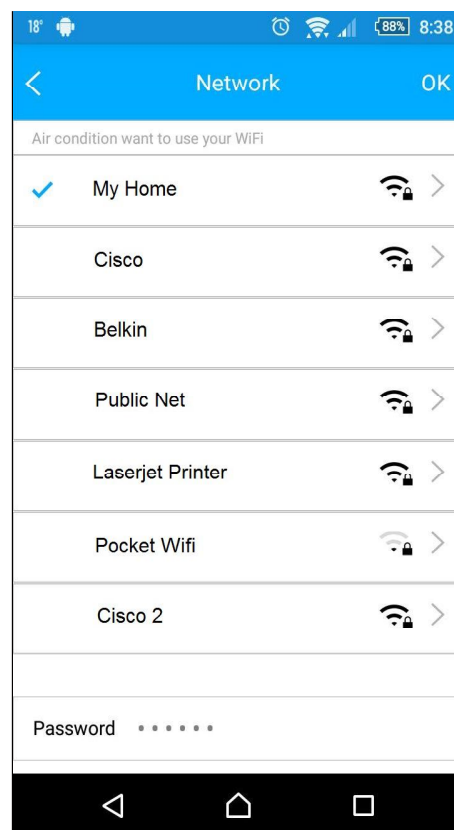 18° 88% 8:38
Network OK
Air condition want to use your WiFi
My Home
Cisco
Belkin
Public Net
Laserjet Printer
Pocket Wifi
Cisco 2
Password ••••••